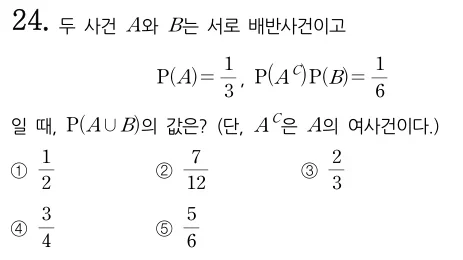 24. 두 사건 A와 B는 서로 배반사건이고
P(A)=1/3, P(A^C)P(B)=1/6
일 때, P(A∪B)의 값은? (단, A^C은 A의 여사건이다.)
① 1/2 ② 7/12 ③ 2/3
④ 3/4 ⑤ 5/6